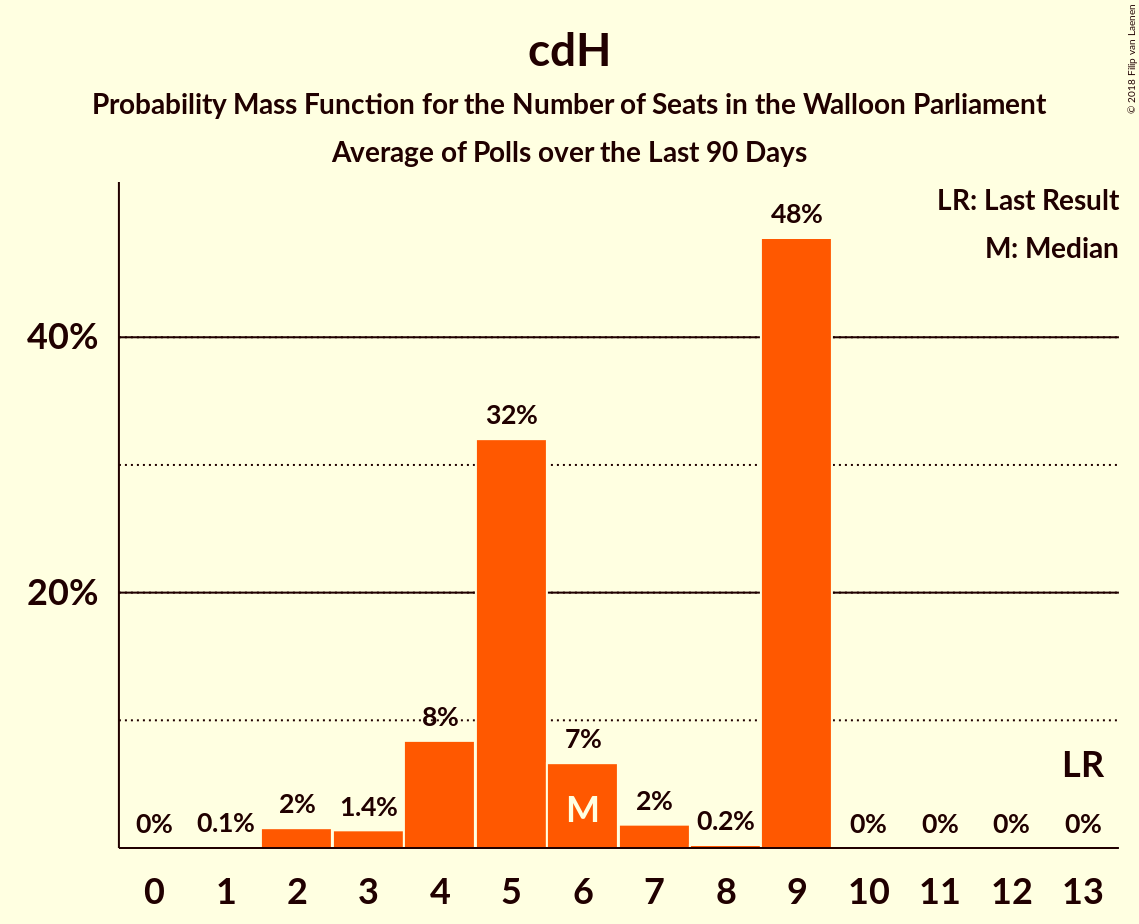 cdH
Probability Mass Function for the Number of Seats in the Walloon Parliament
Average of Polls over the Last 90 Days
© 2018 Filip van Laenen
LR: Last Result
M: Median
40%
20%
0%
0.1%
2%
1.4%
8%
32%
7%
2%
0.2%
48%
0%
0%
0%
0%
M
LR
0 1 2 3 4 5 6 7 8 9 10 11 12 13